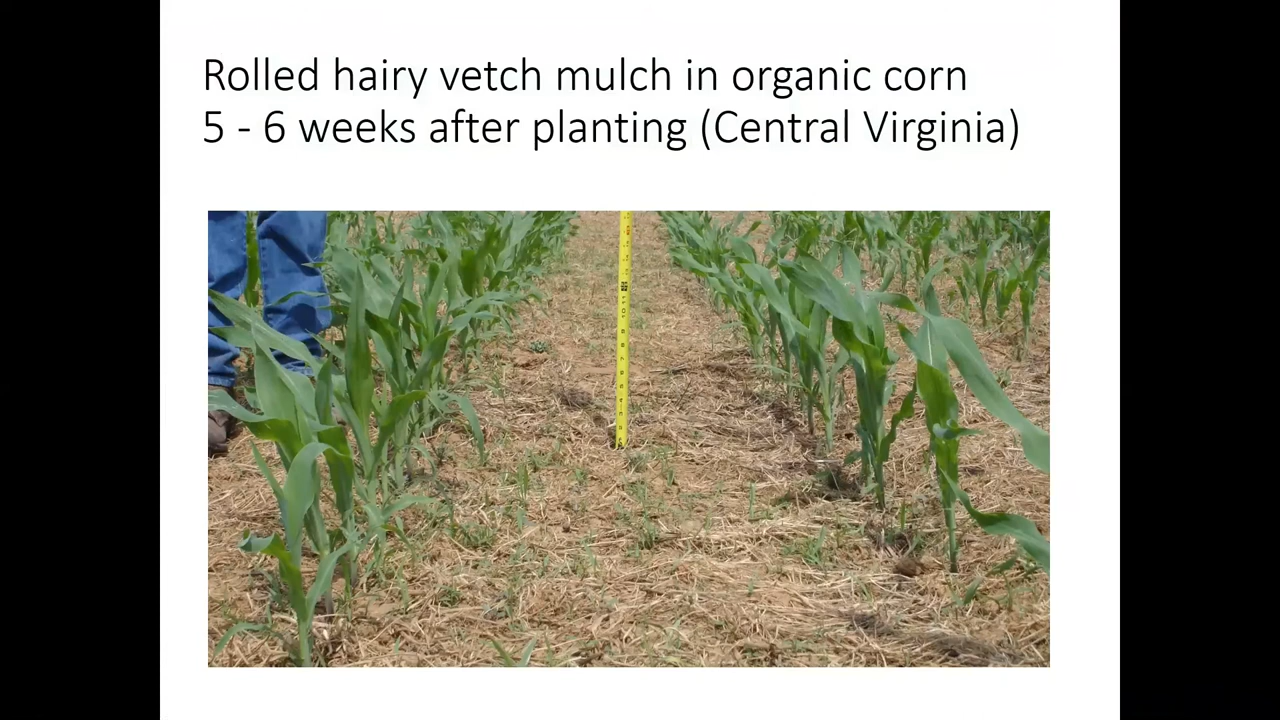 Rolled hairy vetch mulch in organic corn
5 - 6 weeks after planting (Central Virginia)